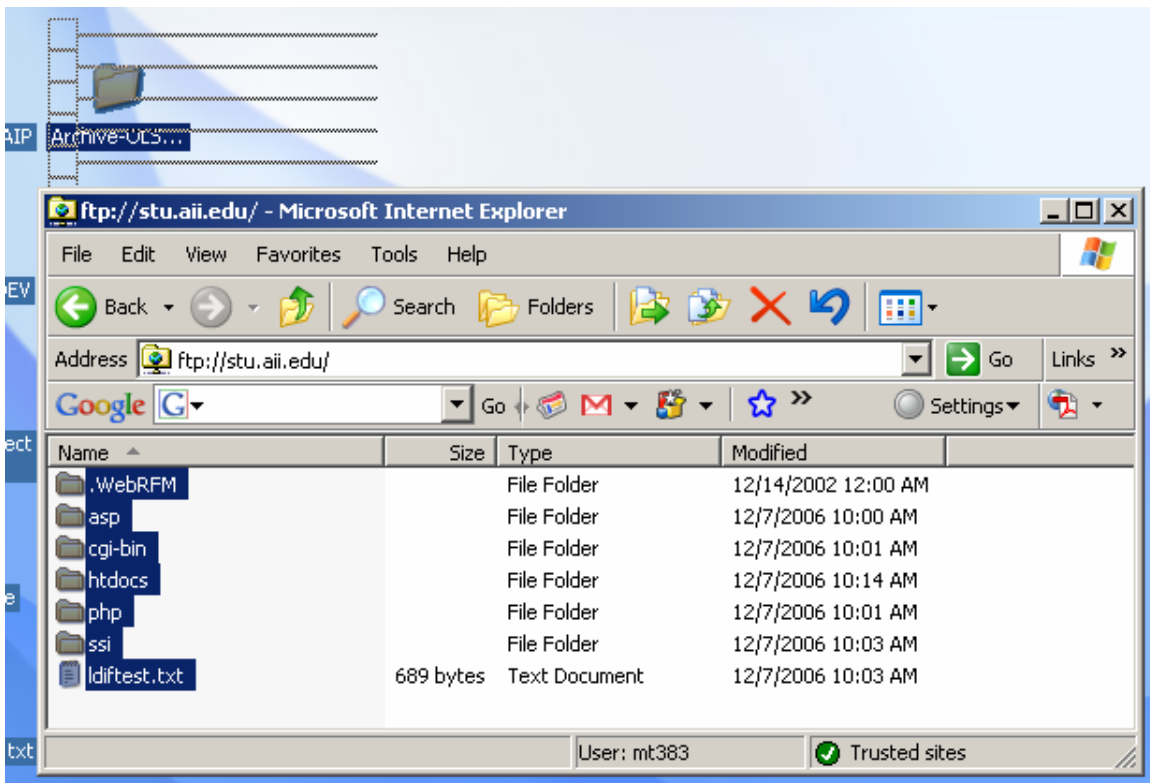 AIP Archive-OLS...
ftp://stu.aii.edu/ - Microsoft Internet Explorer
File Edit View Favorites Tools Help
EV
Back Search Folders
Address ftp://stu.aii.edu/ Go Links »
Google G Go » Settings
ect
Name Size Type Modified
.WebRFM File Folder 12/14/2002 12:00 AM
asp File Folder 12/7/2006 10:00 AM
cgi-bin File Folder 12/7/2006 10:01 AM
htdocs File Folder 12/7/2006 10:14 AM
e
php File Folder 12/7/2006 10:01 AM
ssi File Folder 12/7/2006 10:03 AM
ldiftest.txt 689 bytes Text Document 12/7/2006 10:03 AM
txt
User: mt383 Trusted sites